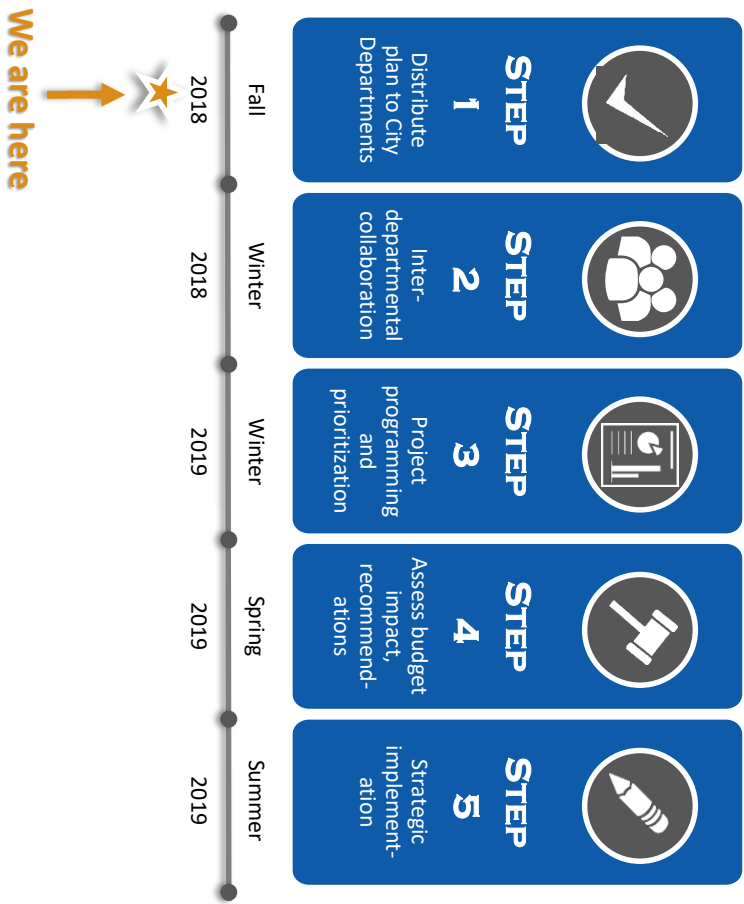 STEP
1
Distribute
plan to City
Departments
STEP
2
Inter-
departmental
collaboration
STEP
3
Project
programming
and
prioritization
STEP
4
Assess budget
impact,
recommend-
ations
STEP
5
Strategic
implement-
ation
Fall
2018
Winter
2018
Winter
2019
Spring
2019
Summer
2019
We are here